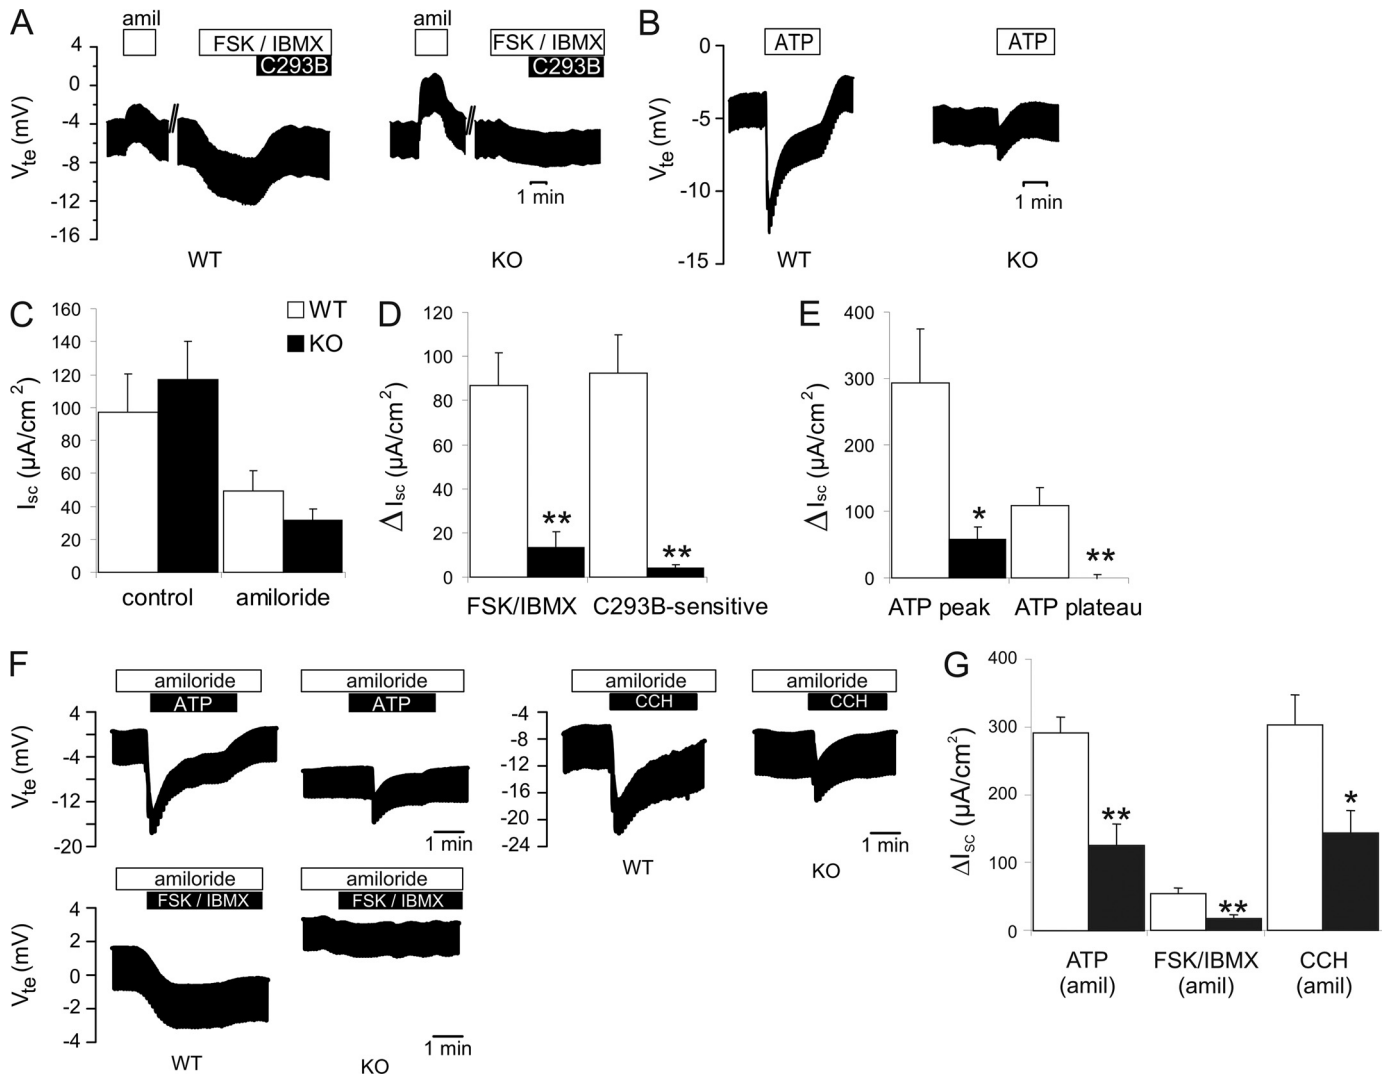 A
amil
FSK / IBMX
C293B
amil
FSK / IBMX
C293B
4
0
-4
-8
-12
-16
Vte (mV)
1 min
WT
KO
B
ATP
ATP
0
-5
-10
-15
Vte (mV)
1 min
WT
KO
C
160
140
120
100
80
60
40
20
0
Isc (µA/cm2)
WT
KO
control
amiloride
D
120
100
80
60
40
20
0
Δ Isc (µA/cm2)
**
**
FSK/IBMX
C293B-sensitive
E
400
300
200
100
0
Δ Isc (µA/cm2)
*
**
ATP peak
ATP plateau
F
amiloride
ATP
amiloride
ATP
4
-4
-12
-20
Vte (mV)
1 min
amiloride
CCH
amiloride
CCH
-4
-8
-12
-16
-20
-24
1 min
WT
KO
amiloride
FSK / IBMX
amiloride
FSK / IBMX
4
2
0
-2
-4
Vte (mV)
1 min
WT
KO
G
400
300
200
100
0
ΔIsc (µA/cm2)
**
**
*
ATP
(amil)
FSK/IBMX
(amil)
CCH
(amil)